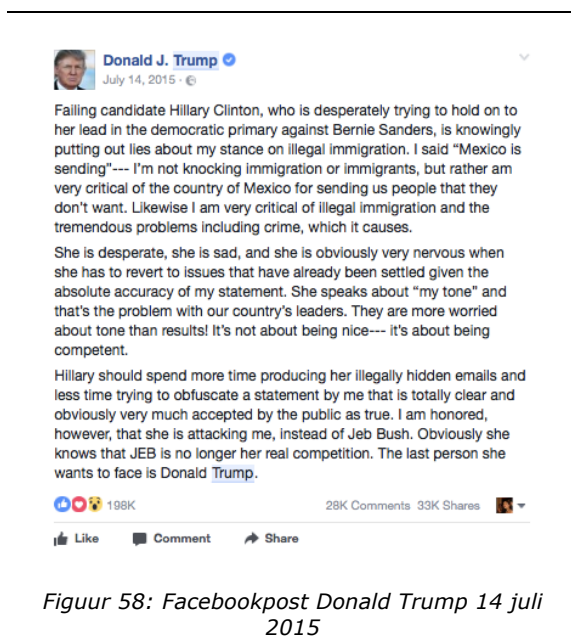 Donald J. Trump
July 14, 2015 ·
Failing candidate Hillary Clinton, who is desperately trying to hold on to
her lead in the democratic primary against Bernie Sanders, is knowingly
putting out lies about my stance on illegal immigration. I said “Mexico is
sending”--- I’m not knocking immigration or immigrants, but rather am
very critical of the country of Mexico for sending us people that they
don’t want. Likewise I am very critical of illegal immigration and the
tremendous problems including crime, which it causes.
She is desperate, she is sad, and she is obviously very nervous when
she has to revert to issues that have already been settled given the
absolute accuracy of my statement. She speaks about “my tone” and
that’s the problem with our country’s leaders. They are more worried
about tone than results! It’s not about being nice--- it’s about being
competent.
Hillary should spend more time producing her illegally hidden emails and
less time trying to obfuscate a statement by me that is totally clear and
obviously very much accepted by the public as true. I am honored,
however, that she is attacking me, instead of Jeb Bush. Obviously she
knows that JEB is no longer her real competition. The last person she
wants to face is Donald Trump.
198K 28K Comments 33K Shares
Like Comment Share
Figuur 58: Facebookpost Donald Trump 14 juli
2015